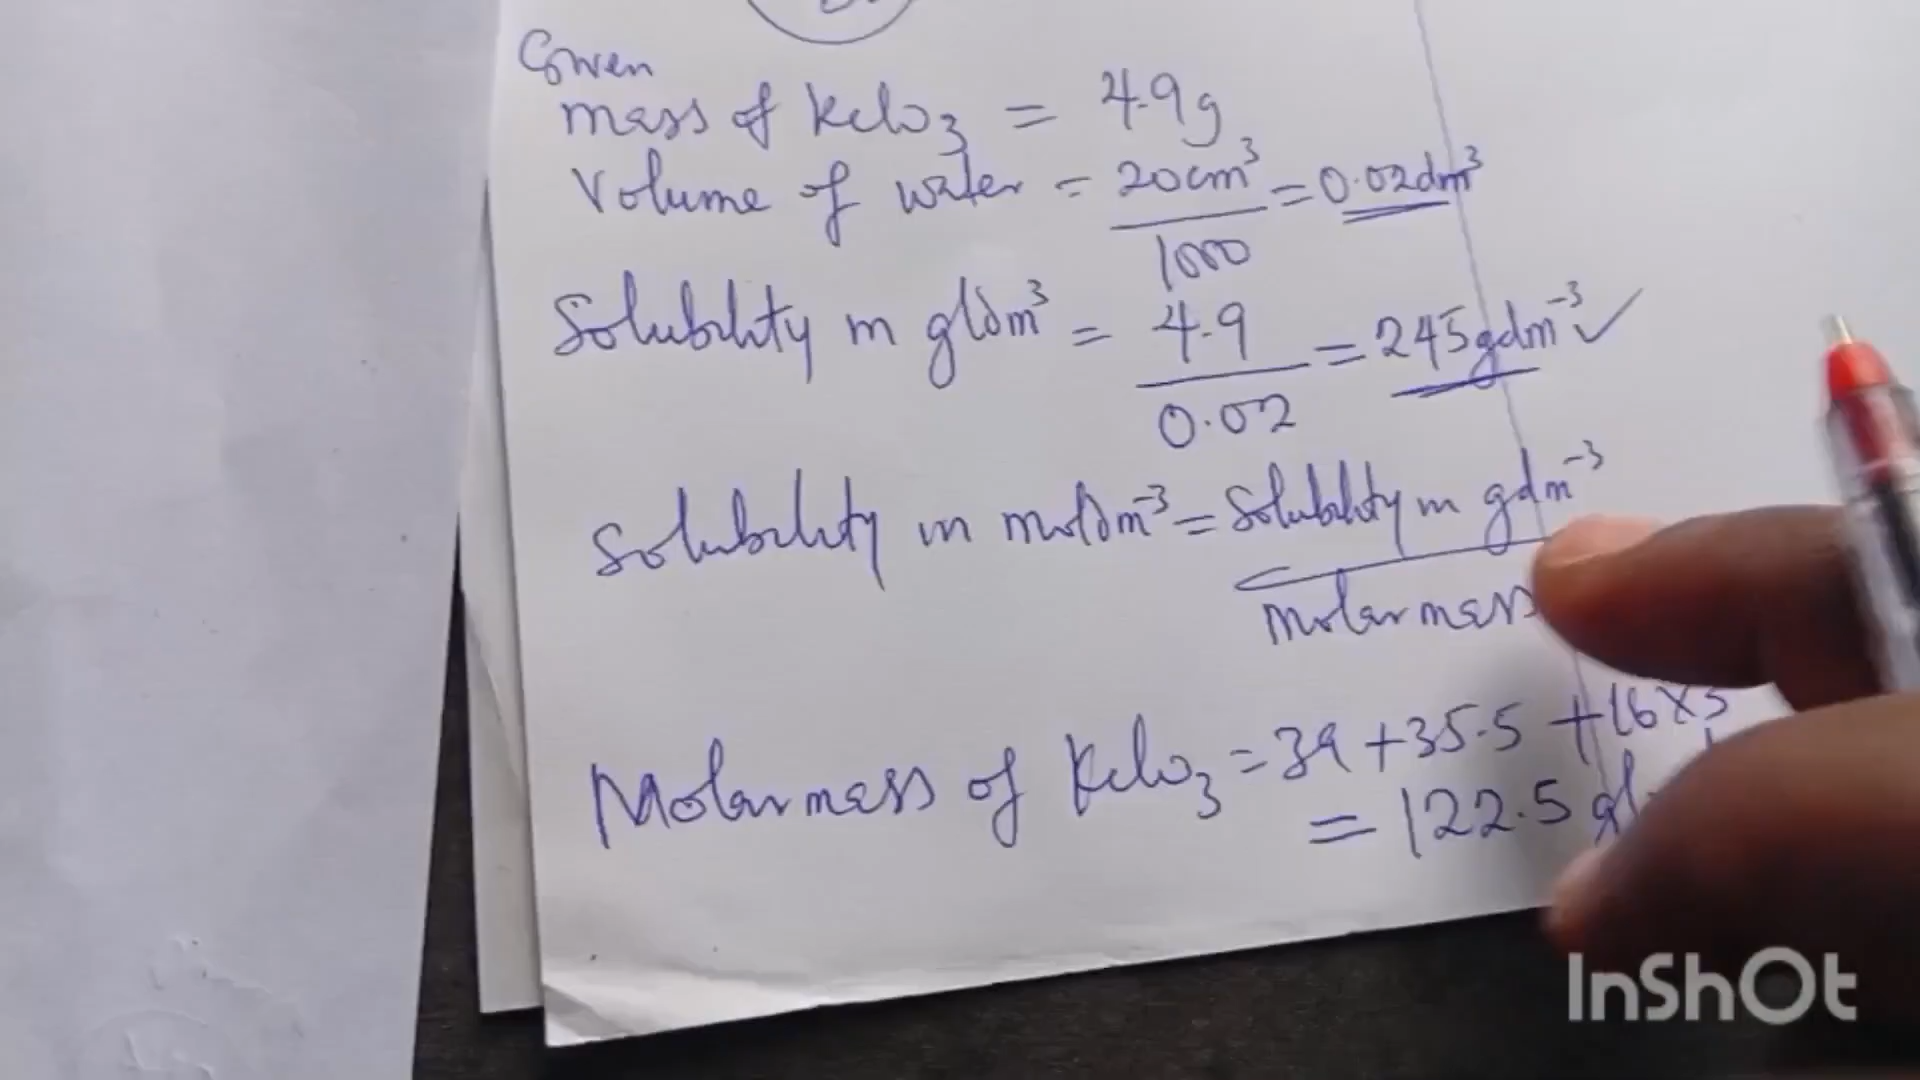 Given
mass of KClO3 = 4.9g
Volume of water = 20cm³/1000 = 0.02dm³
Solubility in g/dm³ = 4.9/0.02 = 245gdm⁻³ ✓
Solubility in mol/dm⁻³ = Solubility in gdm⁻³/Molar mass
Molar mass of KClO3 = 39 + 35.5 + 16x3
= 122.5 g/
InShOt